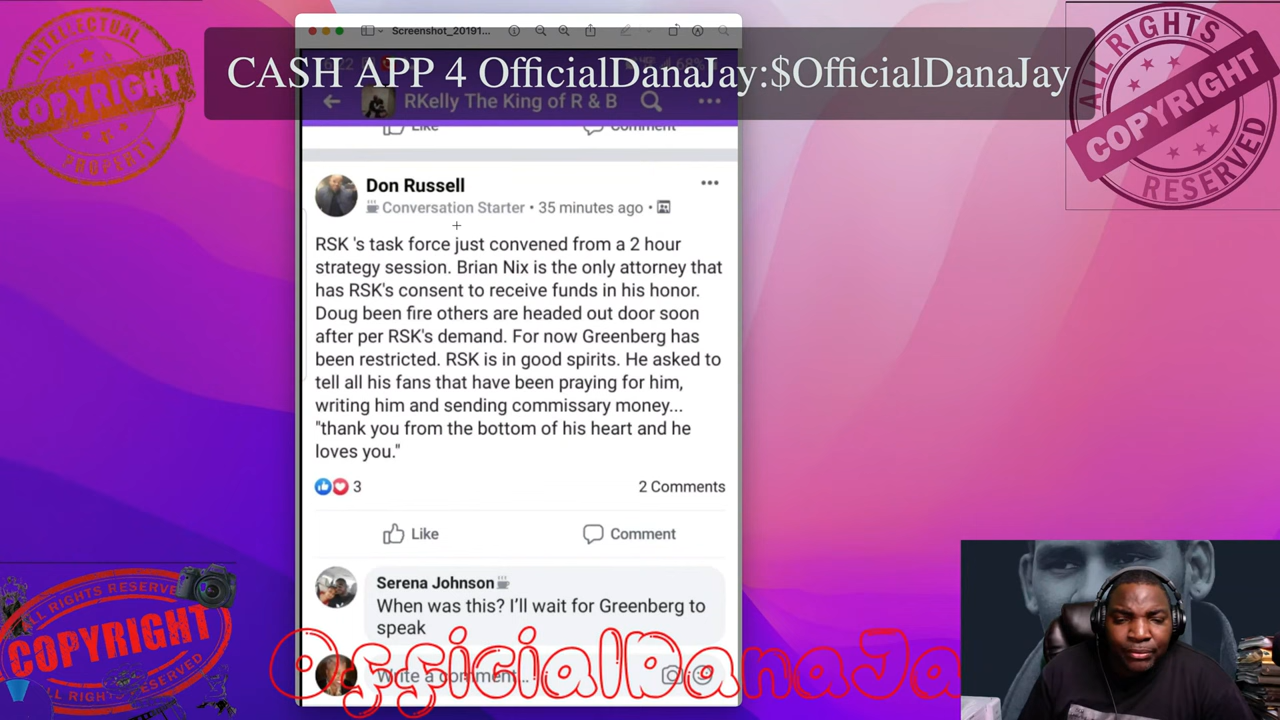 Screenshot_20191...
CASH APP 4 OfficialDanaJay:$OfficialDanaJay
RKelly The King of R & B
Like
Comment
Don Russell
Conversation Starter • 35 minutes ago •
RSK 's task force just convened from a 2 hour
strategy session. Brian Nix is the only attorney that
has RSK's consent to receive funds in his honor.
Doug been fire others are headed out door soon
after per RSK's demand. For now Greenberg has
been restricted. RSK is in good spirits. He asked to
tell all his fans that have been praying for him,
writing him and sending commissary money...
"thank you from the bottom of his heart and he
loves you."
3
2 Comments
Like
Comment
Serena Johnson
When was this? I'll wait for Greenberg to
speak
Write a comment...
OfficialDanaJa
INTELLECTUAL
COPYRIGHT
PROPERTY
ALL RIGHTS
COPYRIGHT
RESERVED
ALL RIGHTS RESERVED
COPYRIGHT
ALL RIGHTS RESERVED